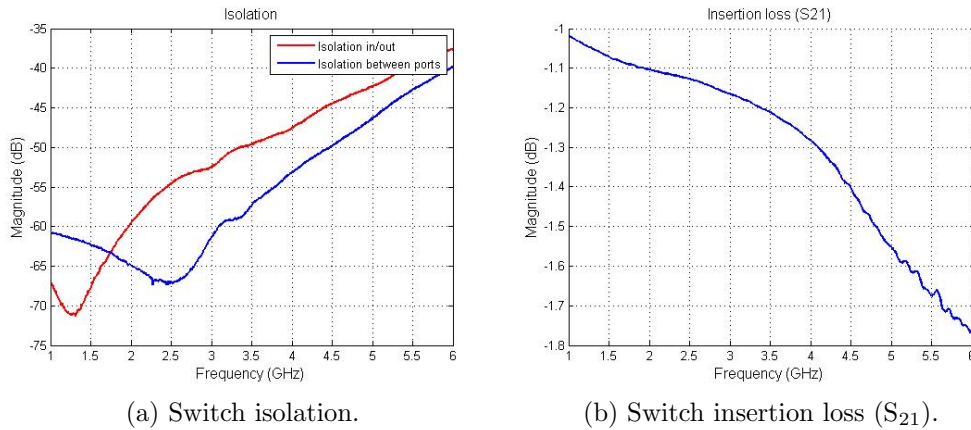 Isolation
-35
-40
-45
-50
-55
-60
-65
-70
-75
Magnitude (dB)
Isolation in/out
Isolation between ports
1 1.5 2 2.5 3 3.5 4 4.5 5 5.5 6
Frequency (GHz)
(a) Switch isolation.
Insertion loss (S21)
-1
-1.1
-1.2
-1.3
-1.4
-1.5
-1.6
-1.7
-1.8
Magnitude (dB)
1 1.5 2 2.5 3 3.5 4 4.5 5 5.5 6
Frequency (GHz)
(b) Switch insertion loss (S₂₁).